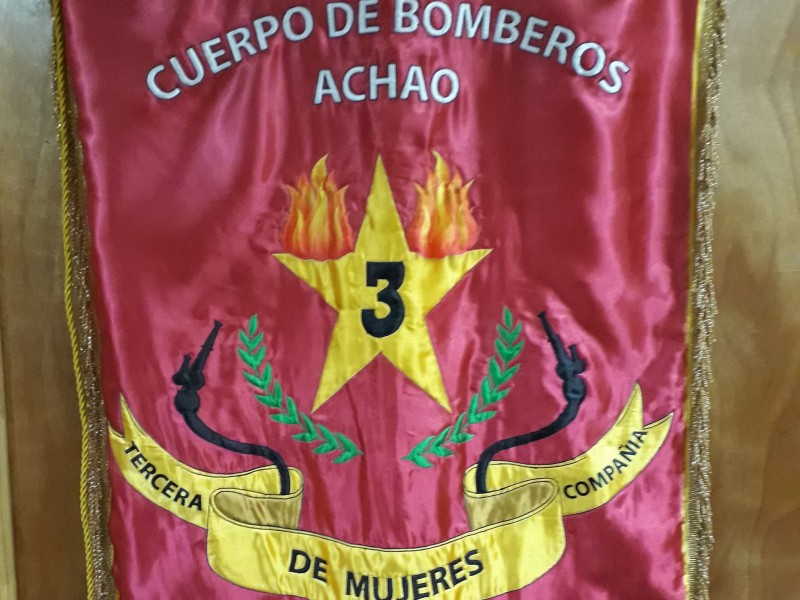 CUERPO DE BOMBEROS
ACHAO
3
TERCERA COMPAÑIA
DE MUJERES